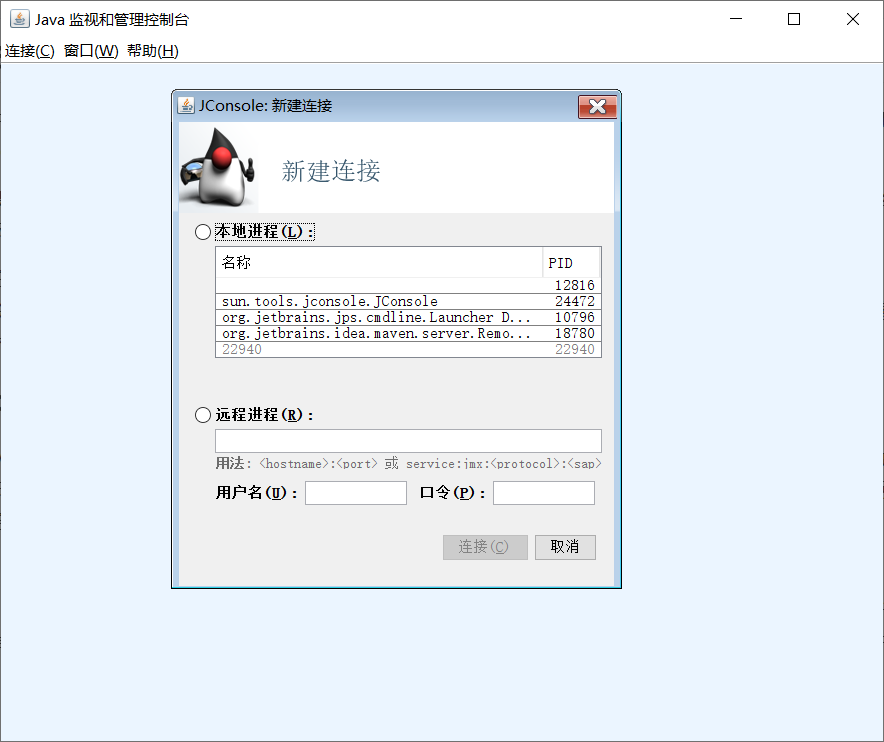 Java 监视和管理控制台
连接(C) 窗口(W) 帮助(H)
JConsole: 新建连接
新建连接
本地进程(L):
名称 PID
12816
sun.tools.jconsole.JConsole 24472
org.jetbrains.jps.cmdline.Launcher D... 10796
org.jetbrains.idea.maven.server.Remo... 18780
22940 22940
远程进程(R):
用法: <hostname>:<port> 或 service:jmx:<protocol>:<sap>
用户名(U): 口令(P):
连接(C) 取消